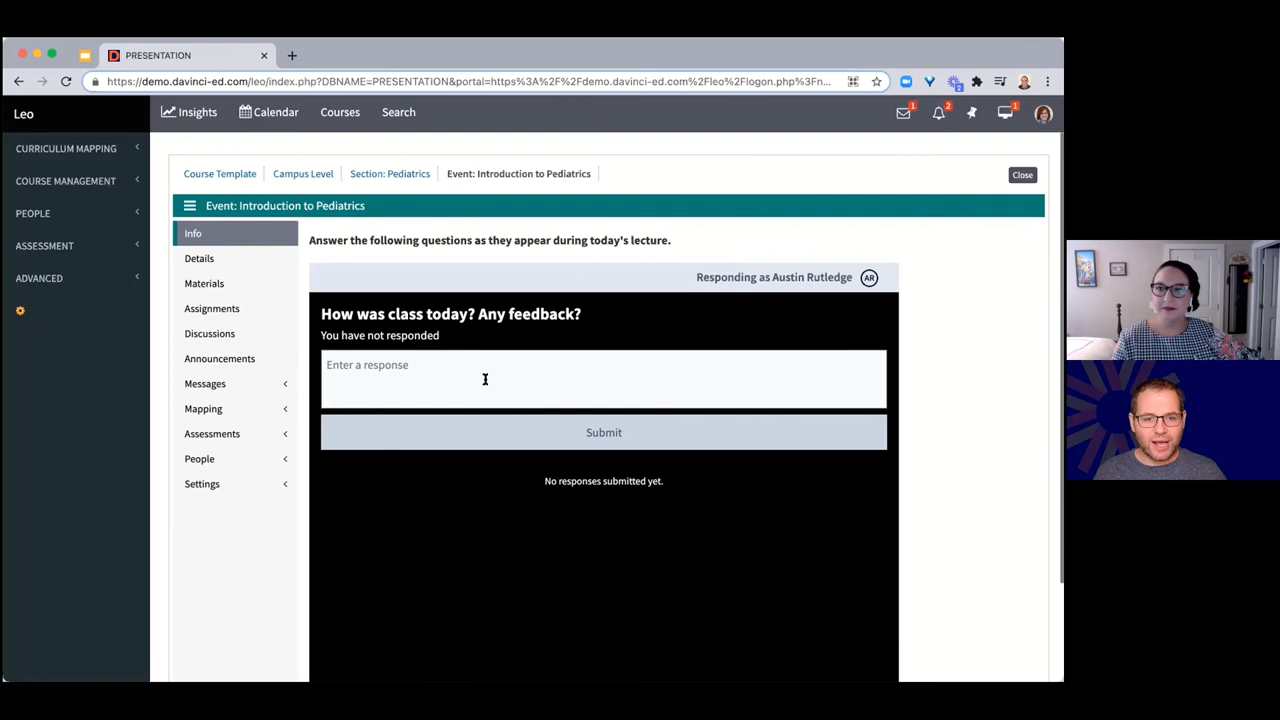 PRESENTATION
https://demo.davinci-ed.com/leo/index.php?DBNAME=PRESENTATION&portal=https%3A%2F%2Fdemo.davinci-ed.com%2Fleo%2Flogon.php%3Fn...
Leo
Insights
Calendar
Courses
Search
1
2
1
CURRICULUM MAPPING
COURSE MANAGEMENT
PEOPLE
ASSESSMENT
ADVANCED
Course Template
Campus Level
Section: Pediatrics
Event: Introduction to Pediatrics
Close
Event: Introduction to Pediatrics
Info
Details
Materials
Assignments
Discussions
Announcements
Messages
Mapping
Assessments
People
Settings
Answer the following questions as they appear during today's lecture.
Responding as Austin Rutledge AR
How was class today? Any feedback?
You have not responded
Enter a response
Submit
No responses submitted yet.